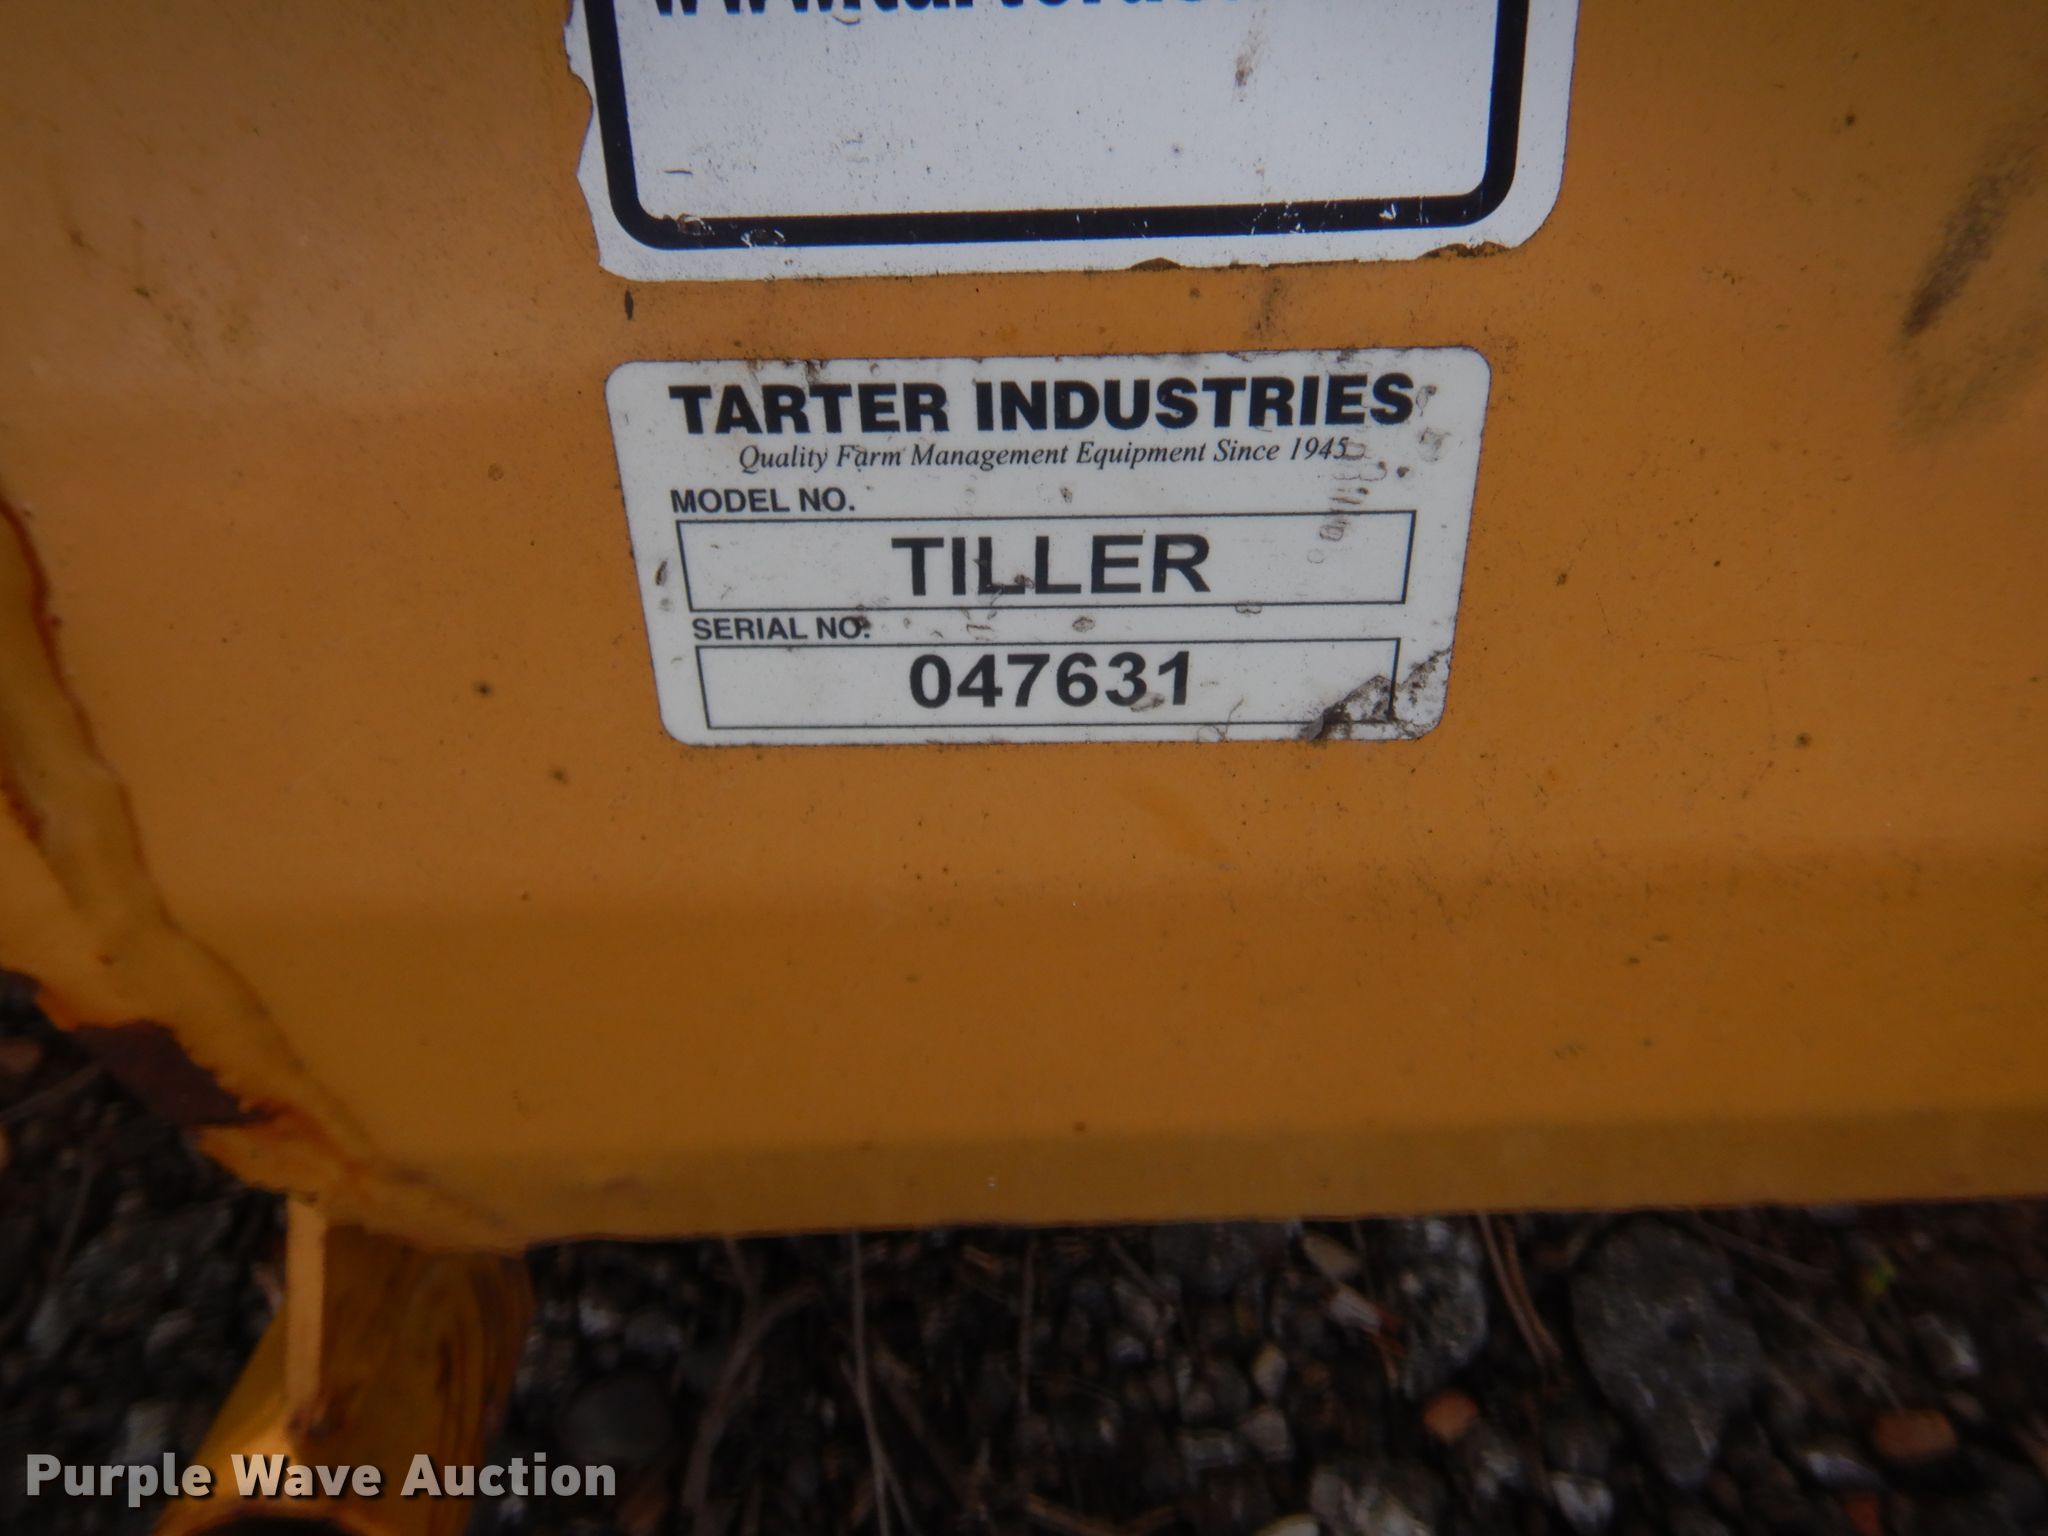 TARTER INDUSTRIES
Quality Farm Management Equipment Since 1945
MODEL NO.
TILLER
SERIAL NO.
047631
Purple Wave Auction